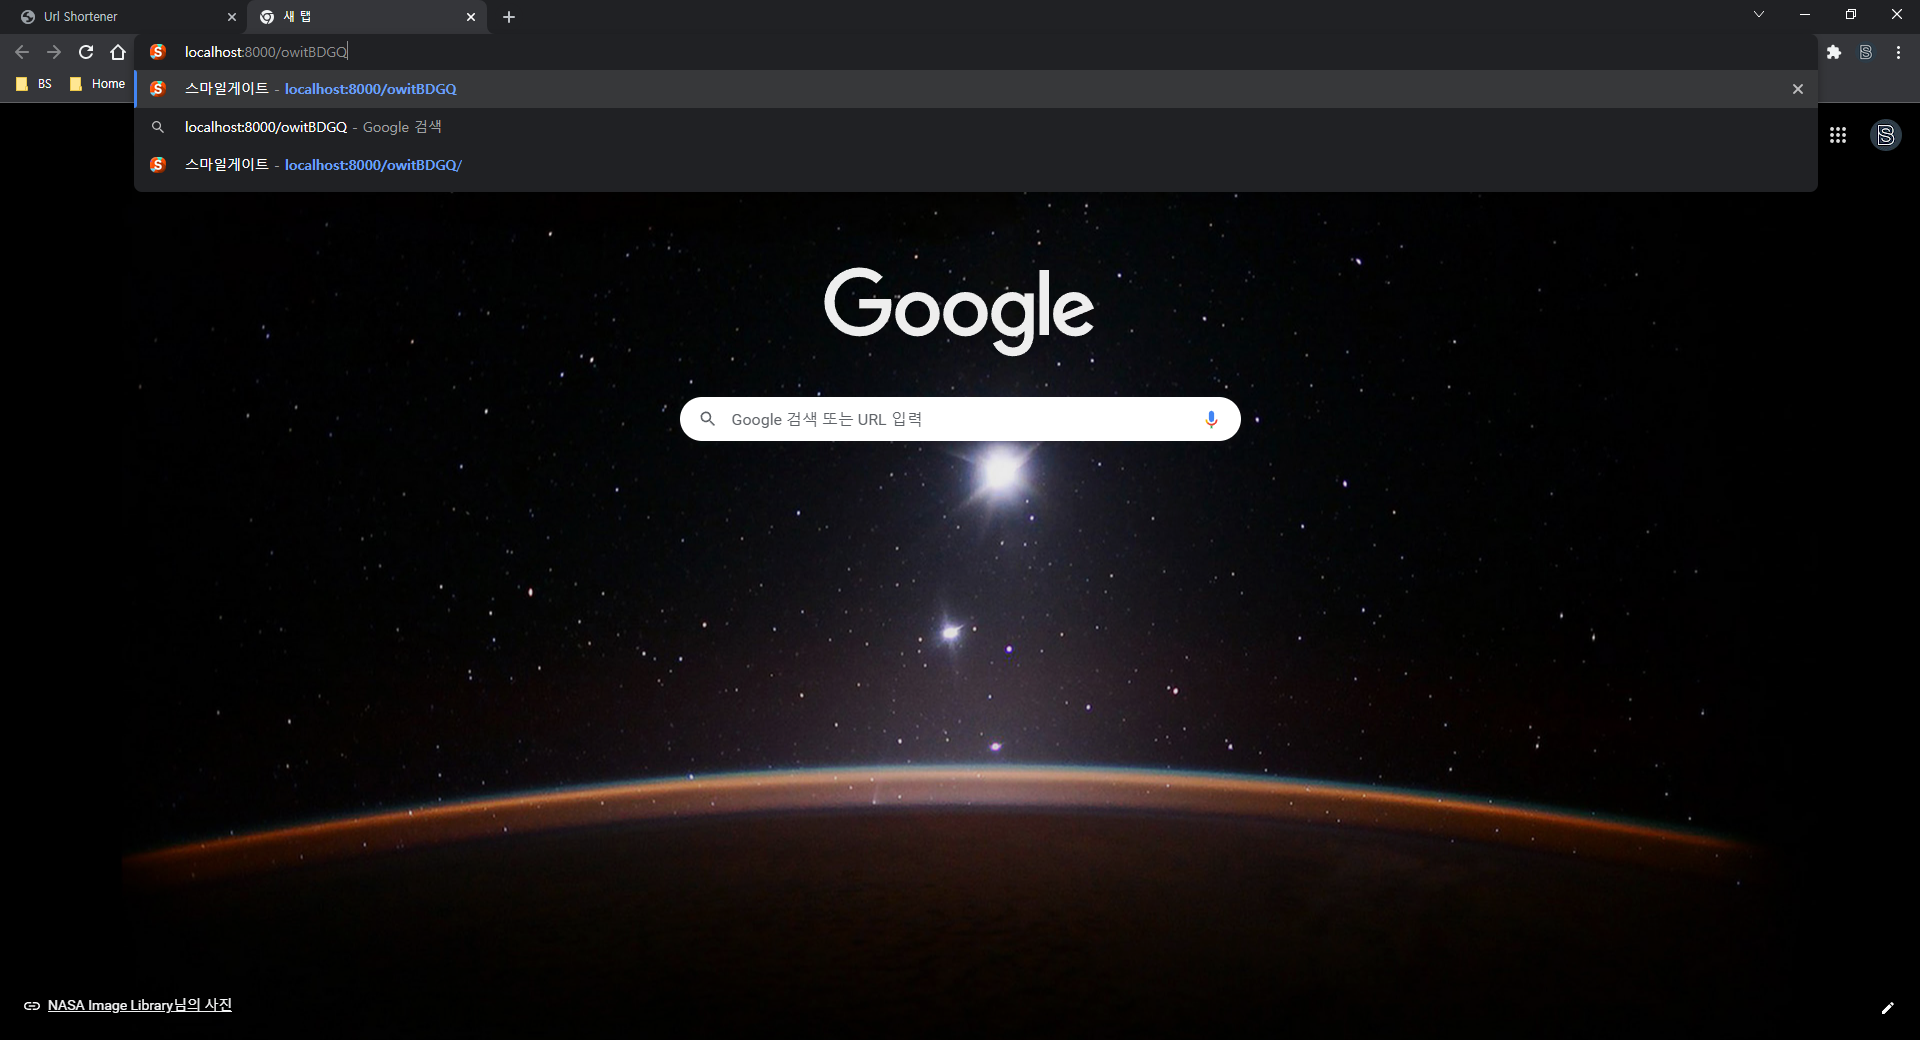 Url Shortener
새 탭
localhost:8000/owitBDGQ
스마일게이트 - localhost:8000/owitBDGQ
localhost:8000/owitBDGQ - Google 검색
스마일게이트 - localhost:8000/owitBDGQ/
BS
Home
Google
Google 검색 또는 URL 입력
NASA Image Library님의 사진